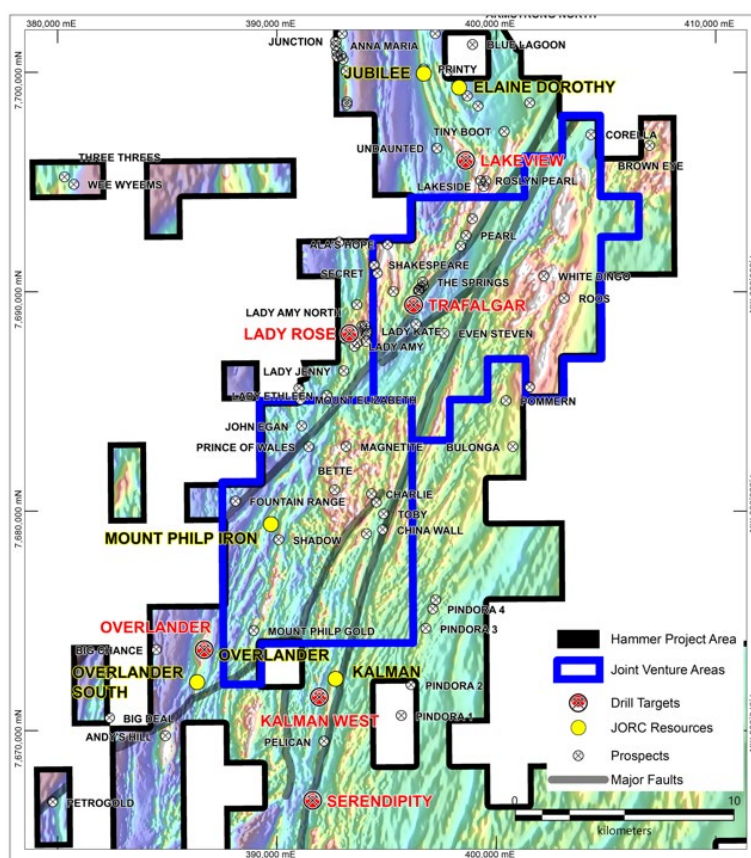 380,000 mE
390,000 mE
400,000 mE
410,000 mE
ARMSTRONGS NORTH
JUNCTION
ANNA MARIA
BLUE LAGOON
7,700,000 mN
JUBILEE
PRINTY
ELAINE DOROTHY
TINY BOOT
CORELLA
UNDAUNTED
LAKEVIEW
BROWN EYE
THREE THREES
WEE WYEEMS
LAKESIDE
ROSLYN PEARL
PEARL
ALA'S HOPE
SHAKESPEARE
SECRET
THE SPRINGS
WHITE DINGO
7,690,000 mN
LADY AMY NORTH
TRAFALGAR
ROOS
LADY ROSE
LADY KATE
EVEN STEVEN
LADY AMY
LADY JENNY
LADY ETHLEEN
MOUNT ELIZABETH
POMMERN
JOHN EGAN
PRINCE OF WALES
MAGNETITE
BULONGA
BETTE
FOUNTAIN RANGE
CHARLIE
7,680,000 mN
TOBY
MOUNT PHILP IRON
SHADOW
CHINA WALL
PINDORA 4
OVERLANDER
MOUNT PHILP GOLD
PINDORA 3
BIG CHANCE
OVERLANDER
OVERLANDER
SOUTH
KALMAN
PINDORA 2
KALMAN WEST
BIG DEAL
PINDORA 1
7,670,000 mN
ANDY'S HILL
PELICAN
PETROGOLD
SERENDIPITY
Hammer Project Area
Joint Venture Areas
Drill Targets
JORC Resources
Prospects
Major Faults
0
10
kilometers
390,000 mE
400,000 mE